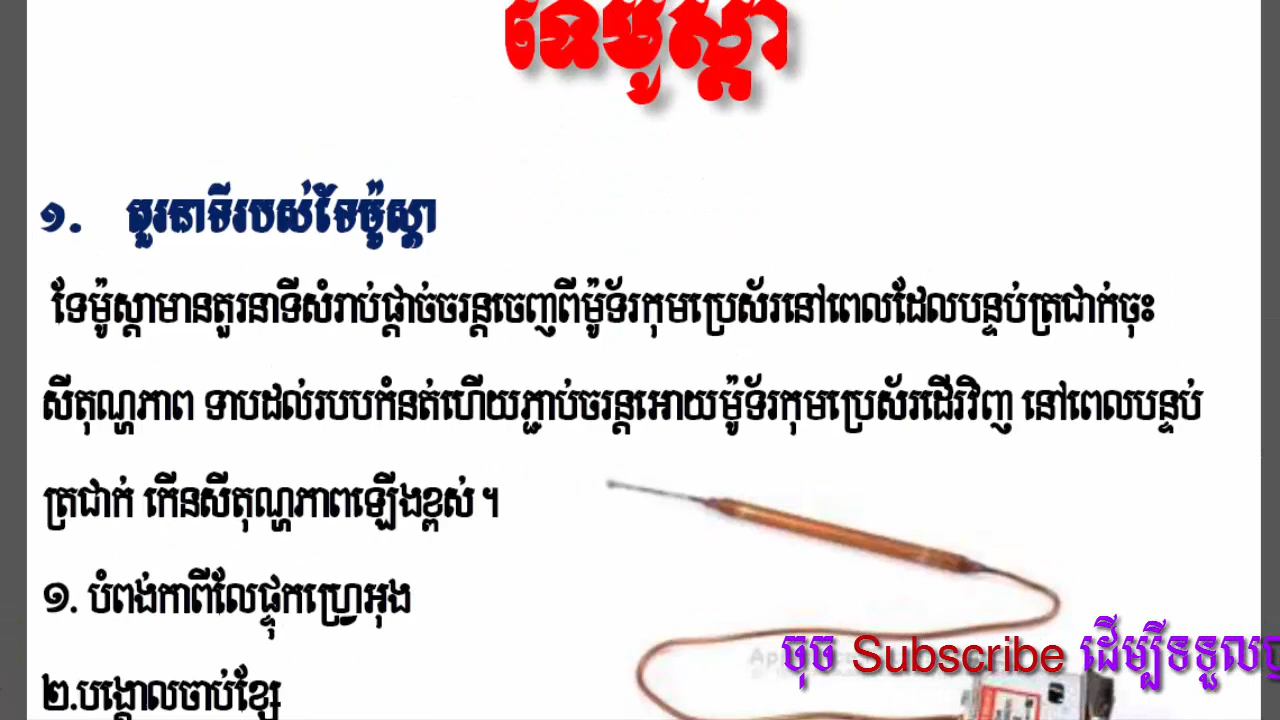 ទែម៉ូស្តា
១. តួរនាទីរបស់ទែម៉ូស្តា
ទែម៉ូស្តាមានតួរនាទីសំរាប់ផ្តាច់ចរន្តចេញពីម៉ូទ័រកុមប្រេស័រនៅពេលដែលបន្ទប់ត្រជាក់ចុះ
សីតុណ្ហភាព ទាបដល់របបកំនត់ហើយភ្ជាប់ចរន្តអោយម៉ូទ័រកុមប្រេស័រដើរវិញ នៅពេលបន្ទប់
ត្រជាក់ កើនសីតុណ្ហភាពឡើងខ្ពស់។
១. បំពង់កាពីលែផ្ទុកហ្វ្រេអុង
ចុច Subscribe ដើម្បីទទួល
២.បង្គោលចាប់ខ្សែ